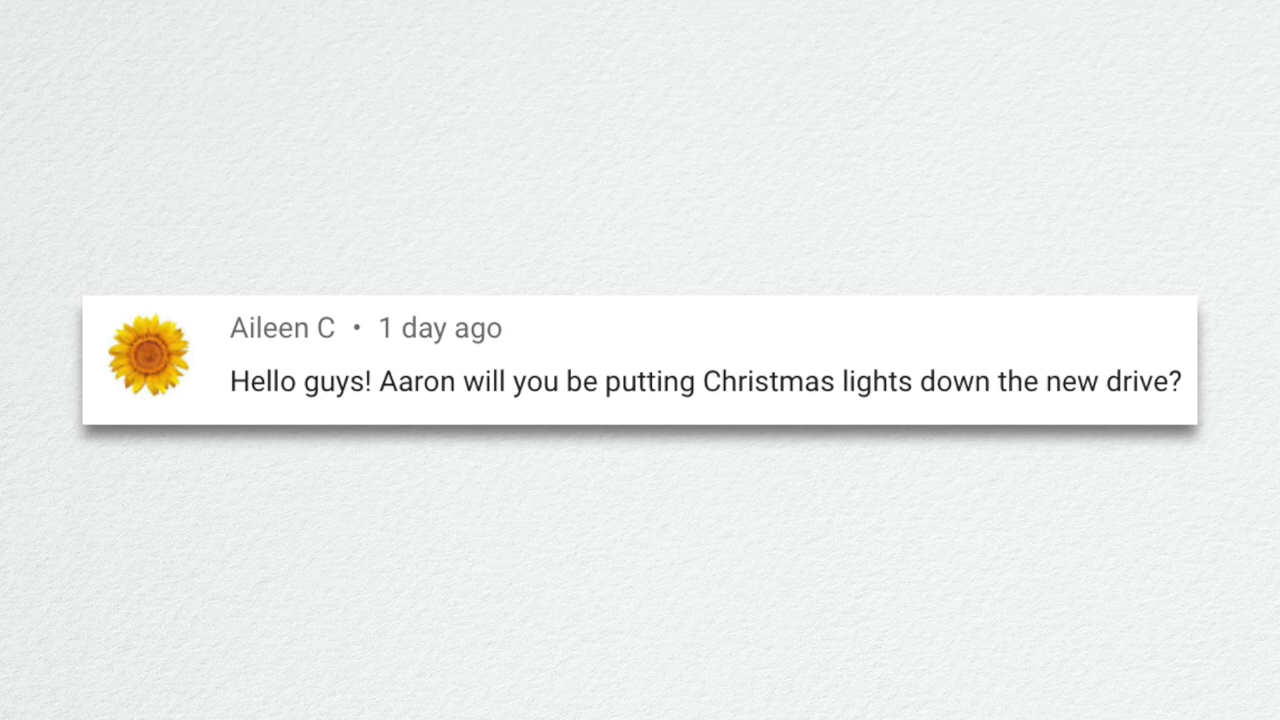 Aileen C • 1 day ago
Hello guys! Aaron will you be putting Christmas lights down the new drive?